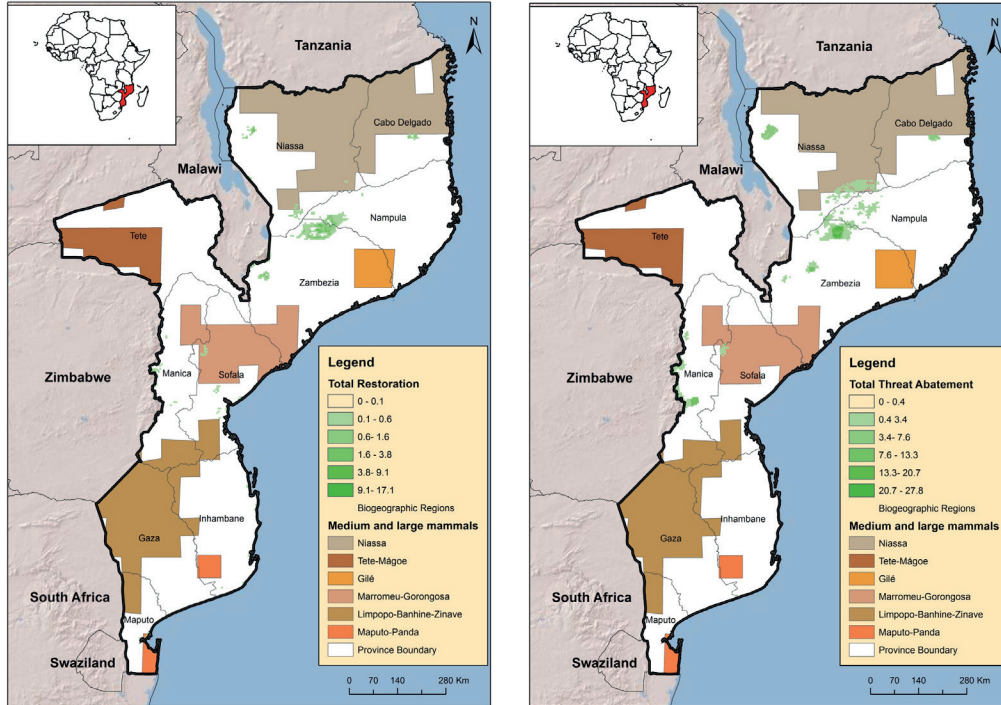 Tanzania
N
Cabo Delgado
Niassa
Malawi
Nampula
Tete
Zambezia
Zimbabwe
Manica
Sofala
Inhambane
Gaza
South Africa
Maputo
Swaziland
Legend
Total Restoration
0 - 0.1
0.1 - 0.6
0.6- 1.6
1.6 - 3.8
3.8- 9.1
9.1- 17.1
Biogeographic Regions
Medium and large mammals
Niassa
Tete-Mágoe
Gilé
Marromeu-Gorongosa
Limpopo-Banhine-Zinave
Maputo-Panda
Province Boundary
0 70 140 280 Km
Tanzania
N
Cabo Delgado
Niassa
Malawi
Nampula
Tete
Zambezia
Zimbabwe
Manica
Sofala
Inhambane
Gaza
South Africa
Maputo
Swaziland
Legend
Total Threat Abatement
0 - 0.4
0.4 3.4
3.4- 7.6
7.6 - 13.3
13.3- 20.7
20.7 - 27.8
Biogeographic Regions
Medium and large mammals
Niassa
Tete-Mágoe
Gilé
Marromeu-Gorongosa
Limpopo-Banhine-Zinave
Maputo-Panda
Province Boundary
0 70 140 280 Km